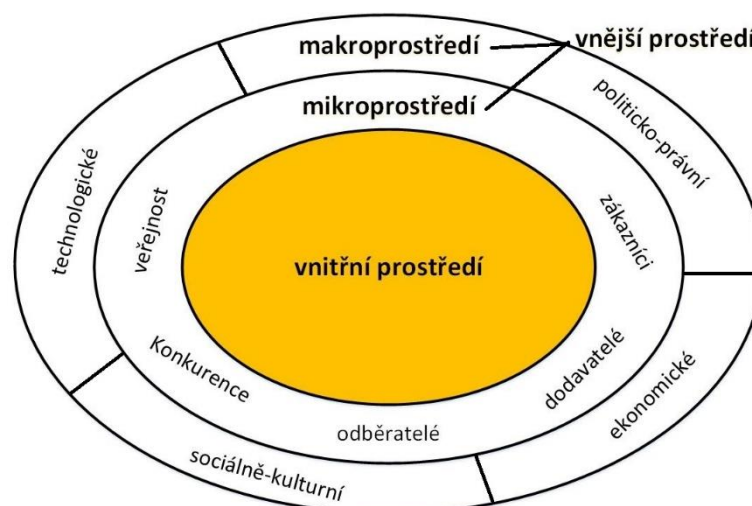 makroprostředí
vnější prostředí
mikroprostředí
politicko-právní
technologické
veřejnost
zákazníci
vnitřní prostředí
Konkurence
dodavatelé
odběratelé
ekonomické
sociálně-kulturní